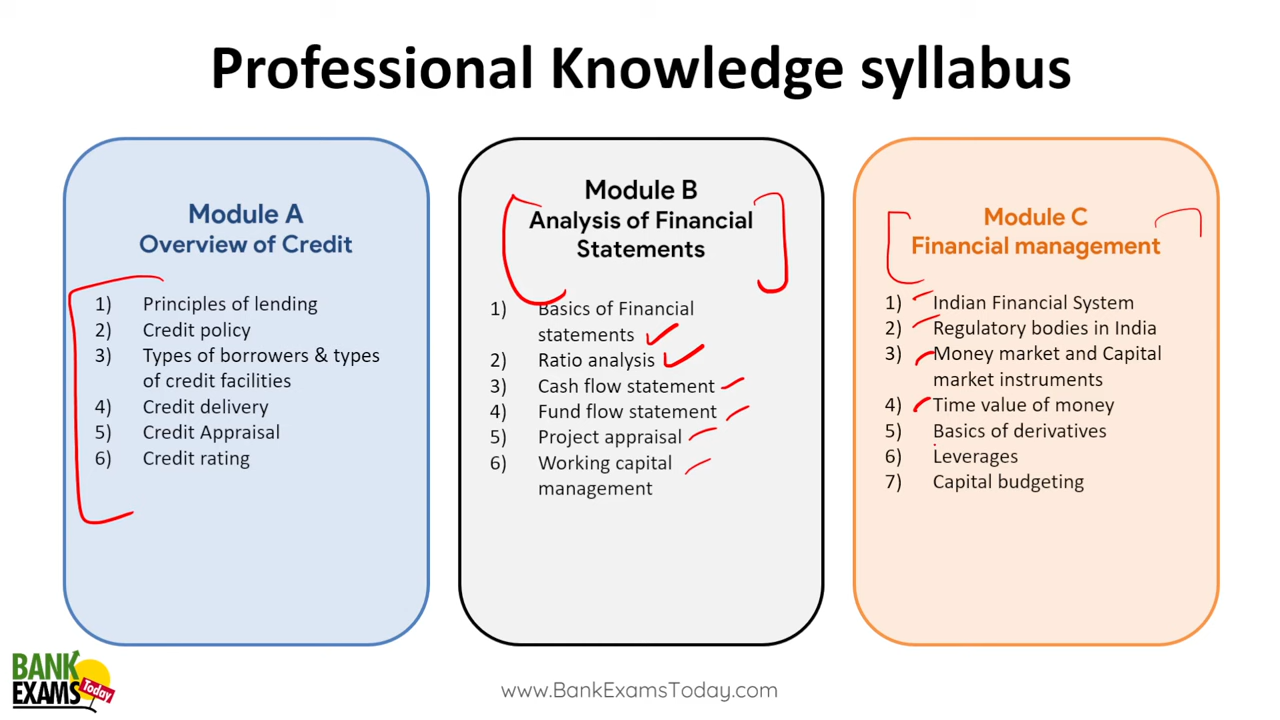 Professional Knowledge syllabus
Module A
Overview of Credit
1) Principles of lending
2) Credit policy
3) Types of borrowers & types
of credit facilities
4) Credit delivery
5) Credit Appraisal
6) Credit rating
Module B
Analysis of Financial
Statements
1) Basics of Financial
statements
2) Ratio analysis
3) Cash flow statement
4) Fund flow statement
5) Project appraisal
6) Working capital
management
Module C
Financial management
1) Indian Financial System
2) Regulatory bodies in India
3) Money market and Capital
market instruments
4) Time value of money
5) Basics of derivatives
6) Leverages
7) Capital budgeting
BANK
EXAMS Today
www.BankExamsToday.com